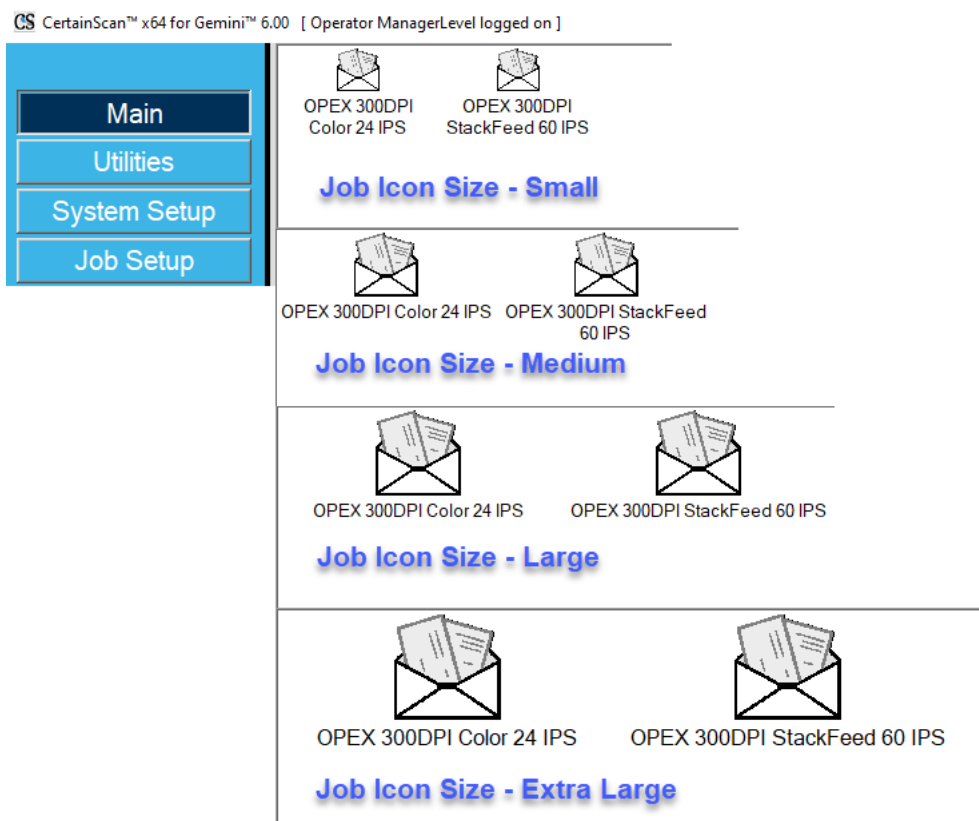 CS CertainScan™ x64 for Gemini™ 6.00 [ Operator ManagerLevel logged on ]
Main
Utilities
System Setup
Job Setup
OPEX 300DPI
Color 24 IPS
OPEX 300DPI
StackFeed 60 IPS
Job Icon Size - Small
OPEX 300DPI Color 24 IPS
OPEX 300DPI StackFeed
60 IPS
Job Icon Size - Medium
OPEX 300DPI Color 24 IPS
OPEX 300DPI StackFeed 60 IPS
Job Icon Size - Large
OPEX 300DPI Color 24 IPS
OPEX 300DPI StackFeed 60 IPS
Job Icon Size - Extra Large